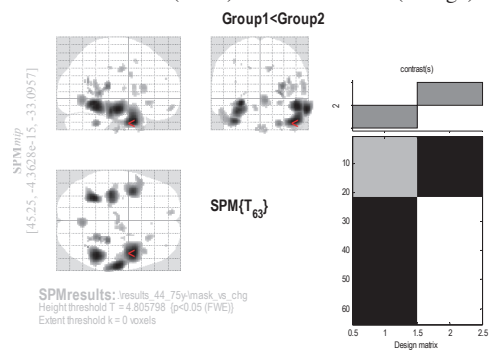 Group1<Group2
SPMmip
[45.25, -4.3628e-15, -33.0957]
<
<
<
SPM{T63}
SPMresults: .\results_44_75y-\mask_vs_chg
Height threshold T = 4.805798 {p<0.05 (FWE)}
Extent threshold k = 0 voxels
contrast(s)
2
10
20
30
40
50
60
0.5 1 1.5 2 2.5
Design matrix